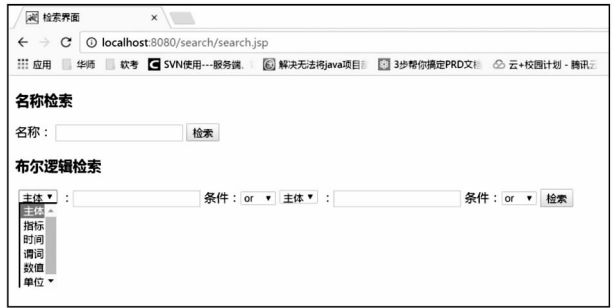 检索界面 ×
localhost:8080/search/search.jsp
应用 华师 软考 SVN使用---服务端、 解决无法将java项目 3步帮你搞定PRD文 云+校园计划 - 腾讯云
名称检索
名称： 检索
布尔逻辑检索
主体 ： 条件： or 主体 ： 条件： or 检索
主体
指标
时间
谓词
数值
单位